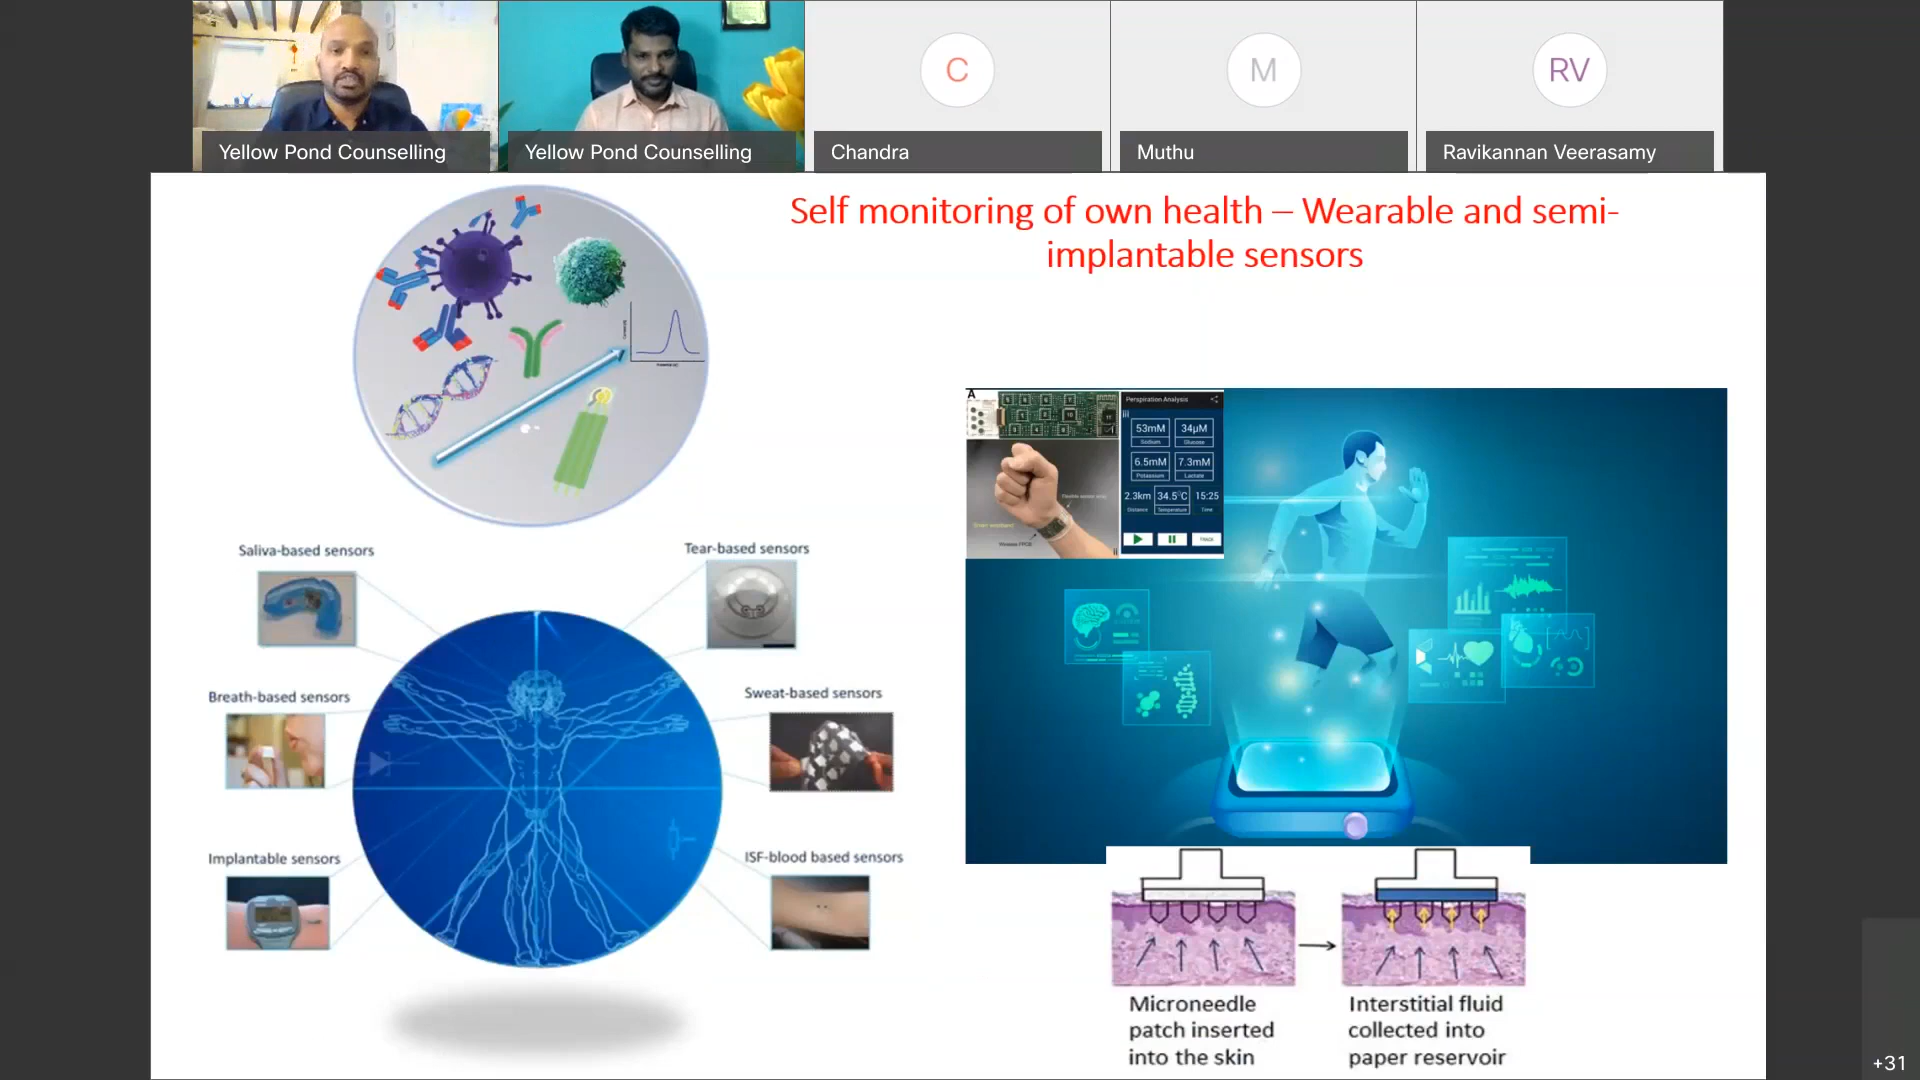 C
M
RV
Yellow Pond Counselling
Yellow Pond Counselling
Chandra
Muthu
Ravikannan Veerasamy
Self monitoring of own health – Wearable and semi-
implantable sensors
A
Perspiration Analysis
iii
53mM
34µM
Sodium
Glucose
6.5mM
7.3mM
Potassium
Lactate
2.3km
34.5°C
15:25
Distance
Temperature
Time
ii
Saliva-based sensors
Tear-based sensors
Breath-based sensors
Sweat-based sensors
Implantable sensors
ISF-blood based sensors
Microneedle
patch inserted
into the skin
Interstitial fluid
collected into
paper reservoir
+31